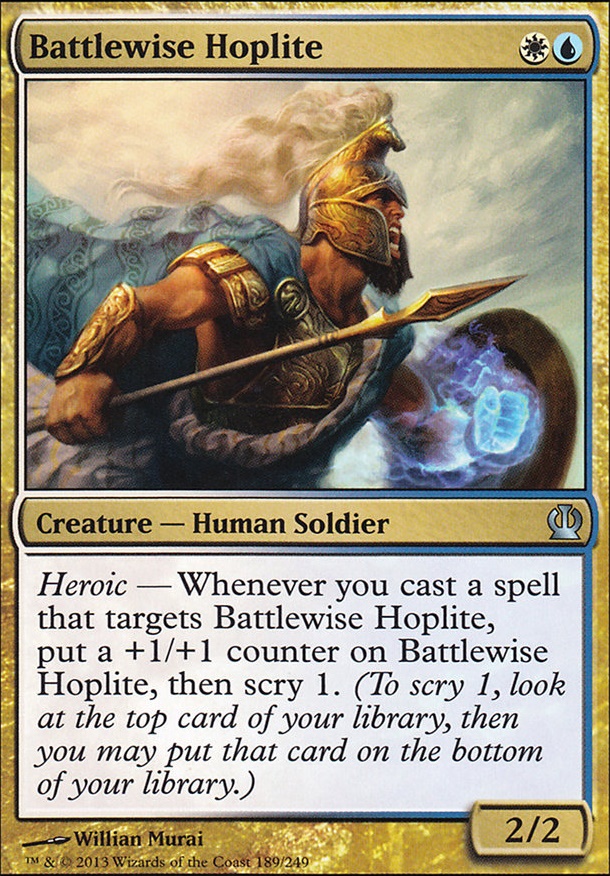 Battlewise Hoplite
Creature — Human Soldier
Heroic — Whenever you cast a spell
that targets Battlewise Hoplite,
put a +1/+1 counter on Battlewise
Hoplite, then scry 1. (To scry 1, look
at the top card of your library, then
you may put that card on the bottom
of your library.)
2/2
Willian Murai
™ & © 2013 Wizards of the Coast 189/249